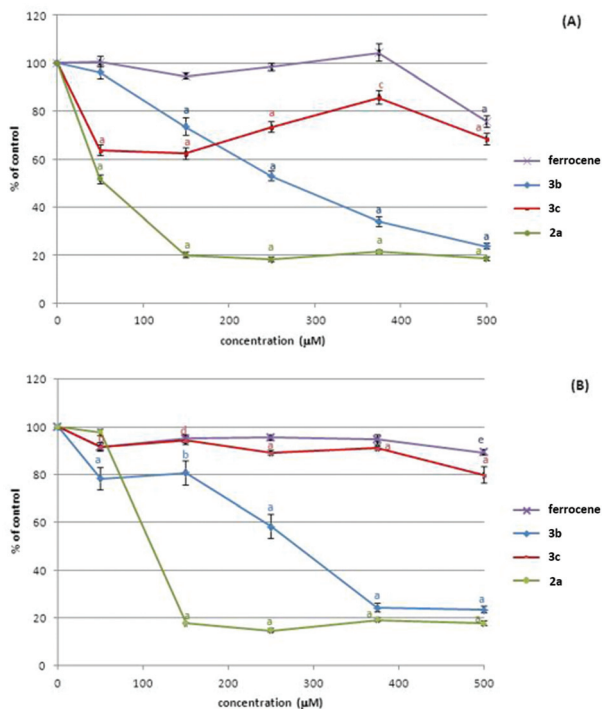 120
(A)
100
80
60
40
20
0
% of control
a
a
a
c
a
a
a
a
a
a
a
a
a
a
a
a
0
100
200
300
400
500
concentration (µM)
ferrocene
3b
3c
2a
120
(B)
100
80
60
40
20
0
% of control
a
b
d
a
a
a
e
a
a
a
a
a
a
a
a
0
100
200
300
400
500
concentration (µM)
ferrocene
3b
3c
2a